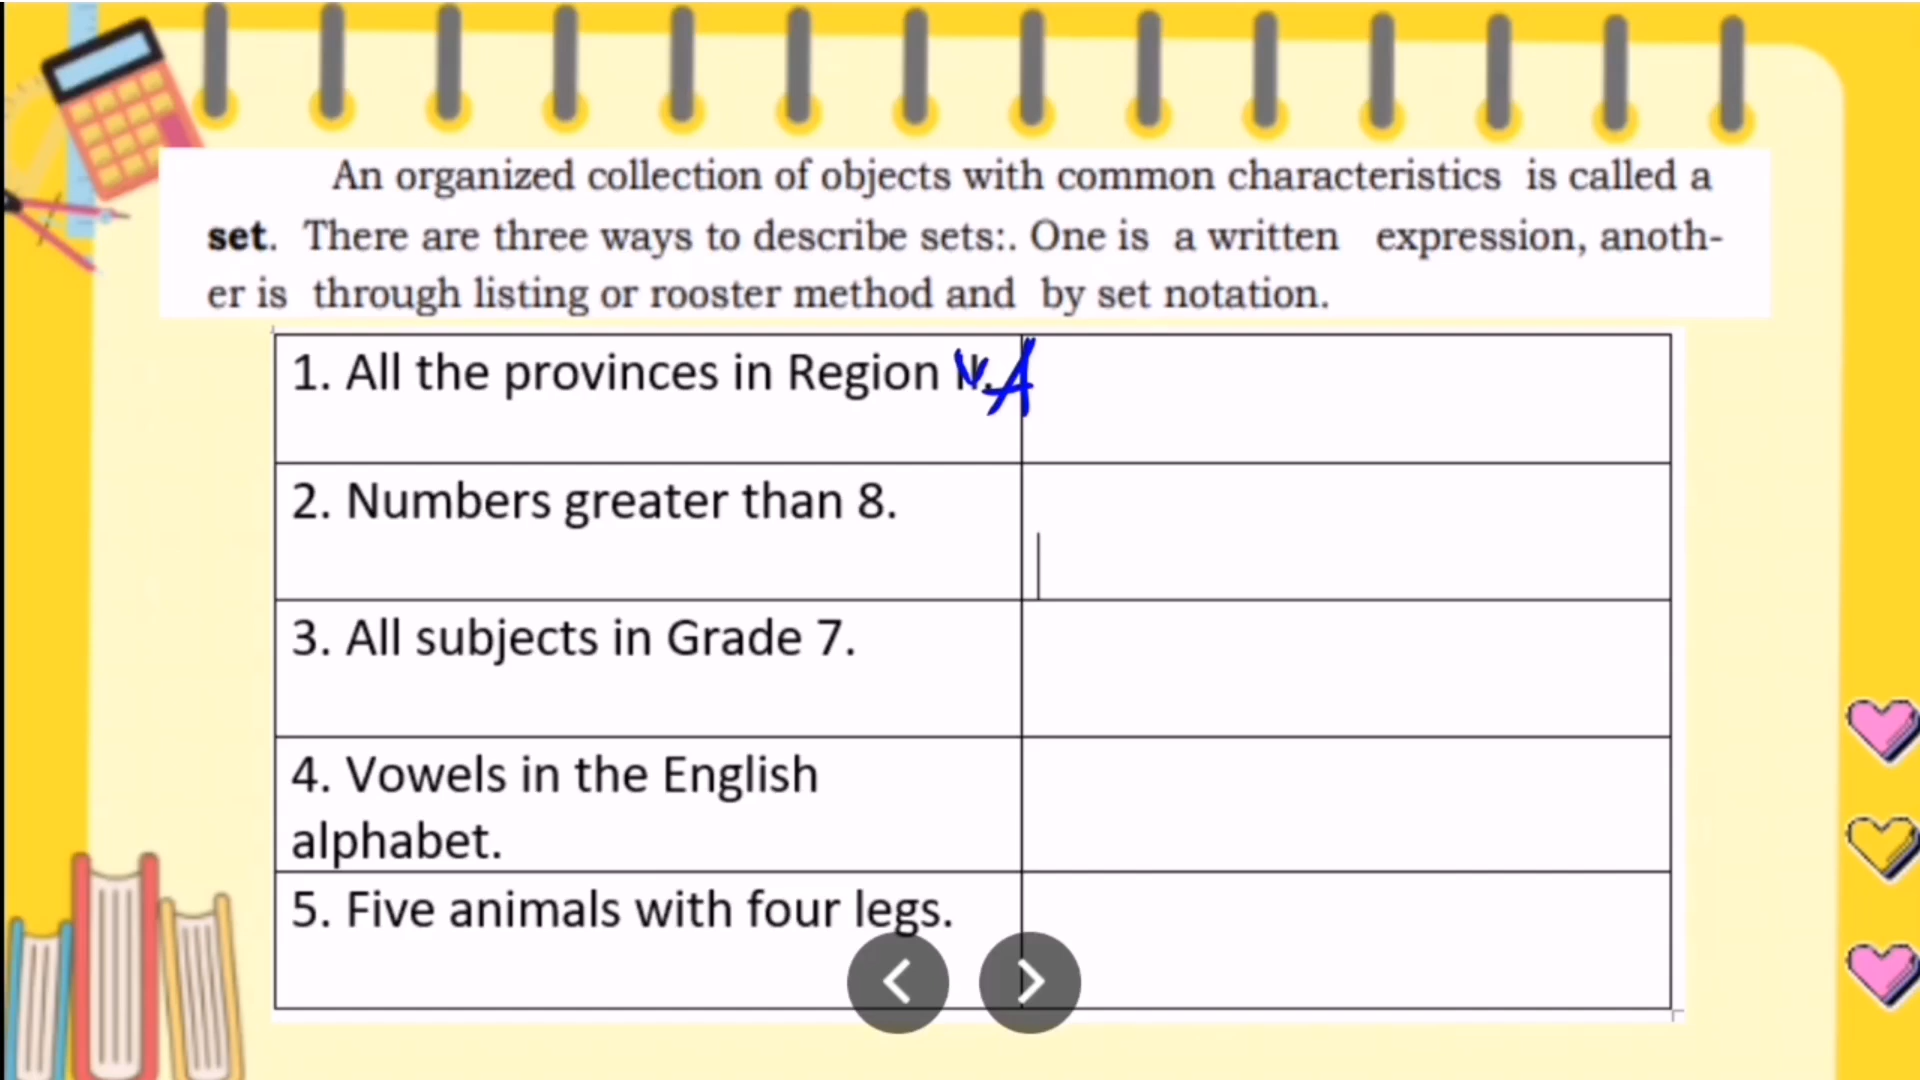 An organized collection of objects with common characteristics is called a
set. There are three ways to describe sets:. One is a written expression, anoth-
er is through listing or rooster method and by set notation.
1. All the provinces in Region A
2. Numbers greater than 8.
3. All subjects in Grade 7.
4. Vowels in the English
alphabet.
5. Five animals with four legs.